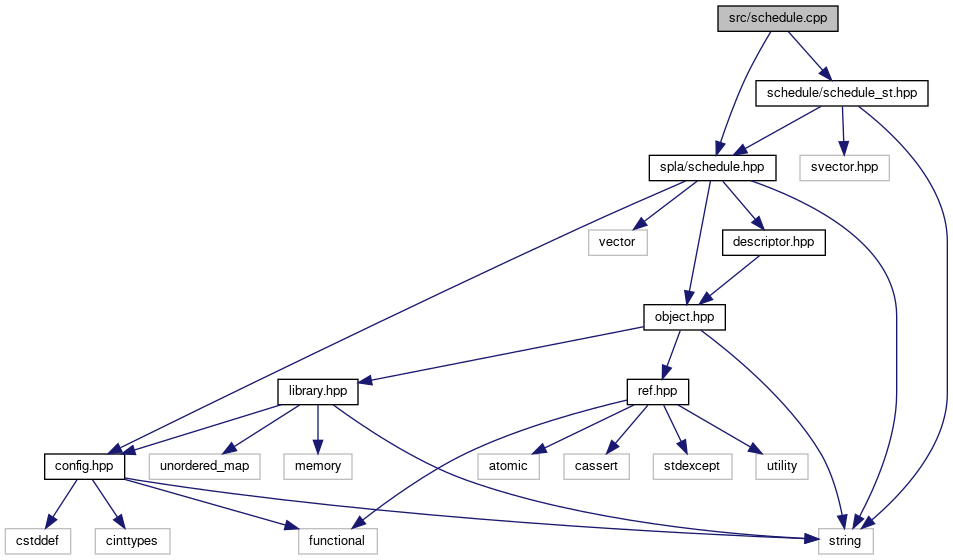 src/schedule.cpp
schedule/schedule_st.hpp
spla/schedule.hpp
svector.hpp
vector
descriptor.hpp
object.hpp
library.hpp
ref.hpp
config.hpp
unordered_map
memory
atomic
cassert
stdexcept
utility
cstddef
cinttypes
functional
string